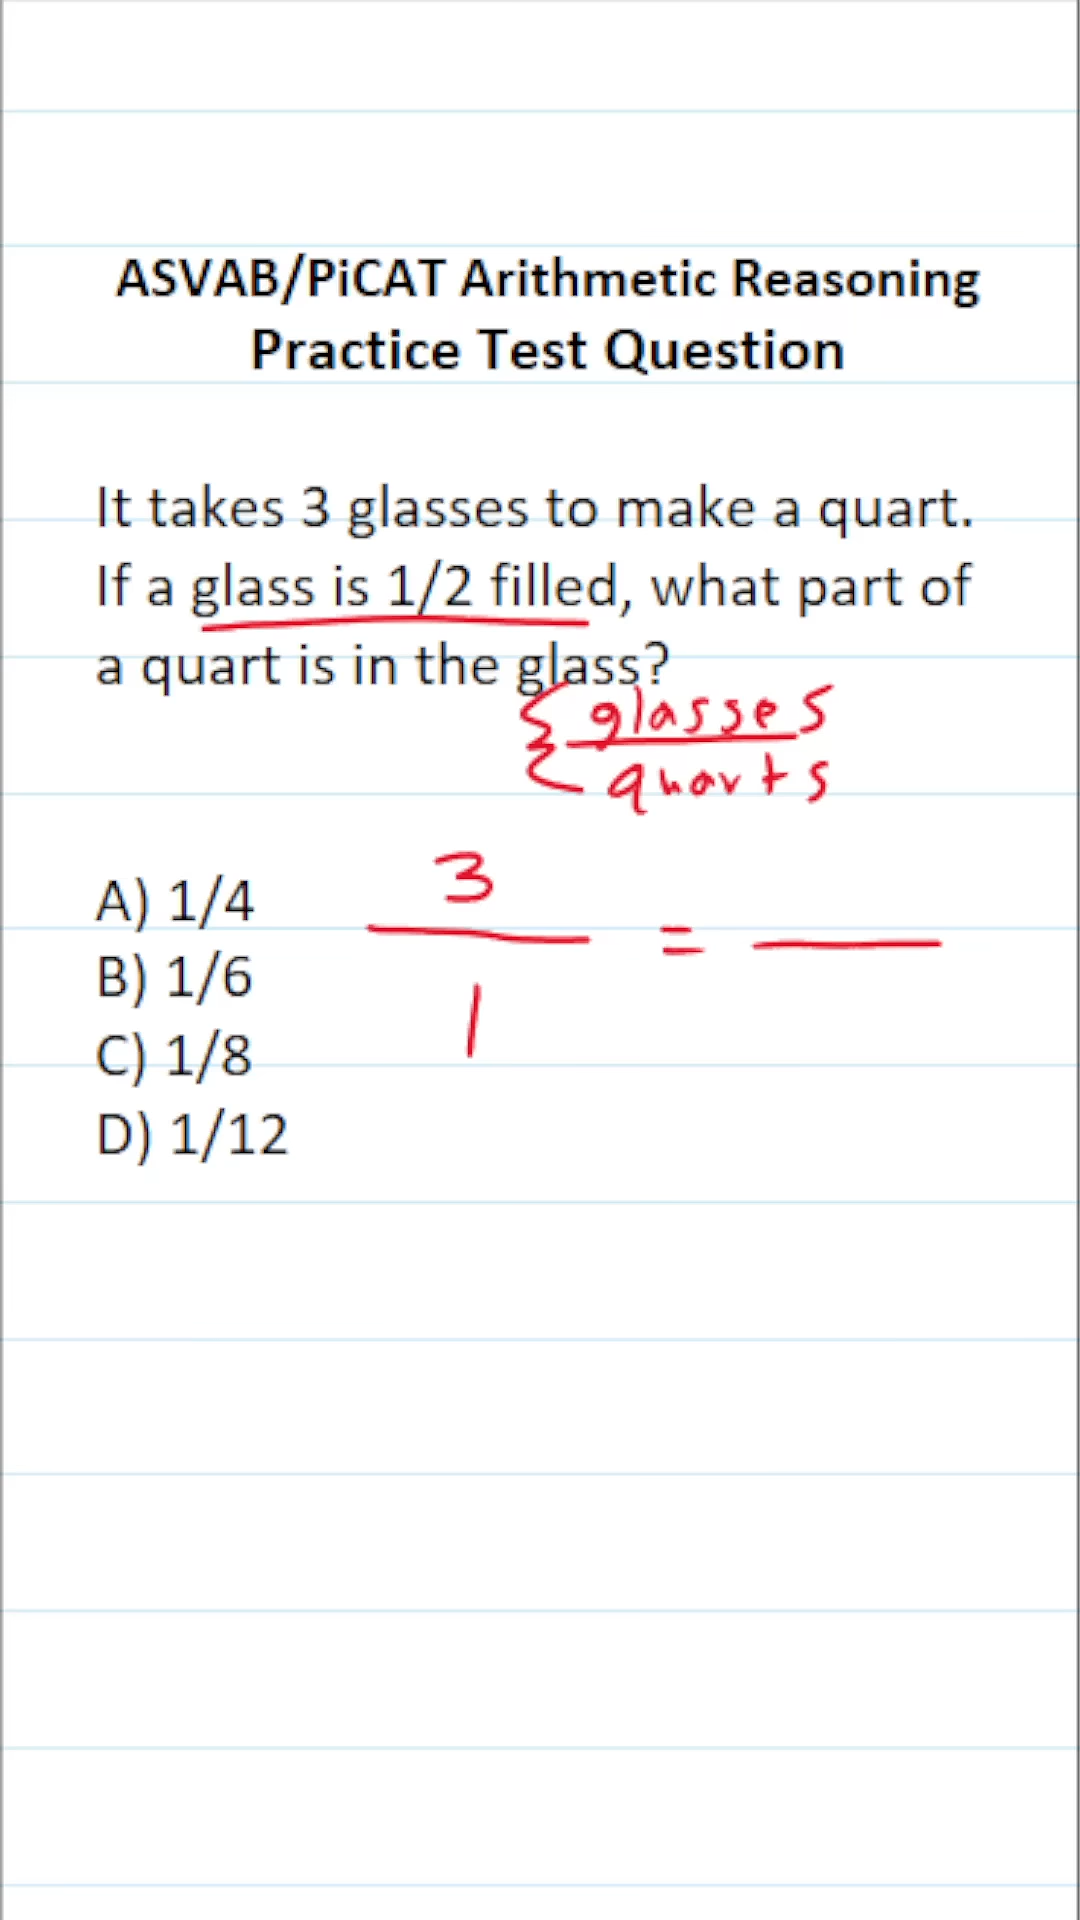 ASVAB/PiCAT Arithmetic Reasoning
Practice Test Question
It takes 3 glasses to make a quart.
If a glass is 1/2 filled, what part of
a quart is in the glass?
glasses
quarts
A) 1/4
3
B) 1/6
=
C) 1/8
1
D) 1/12